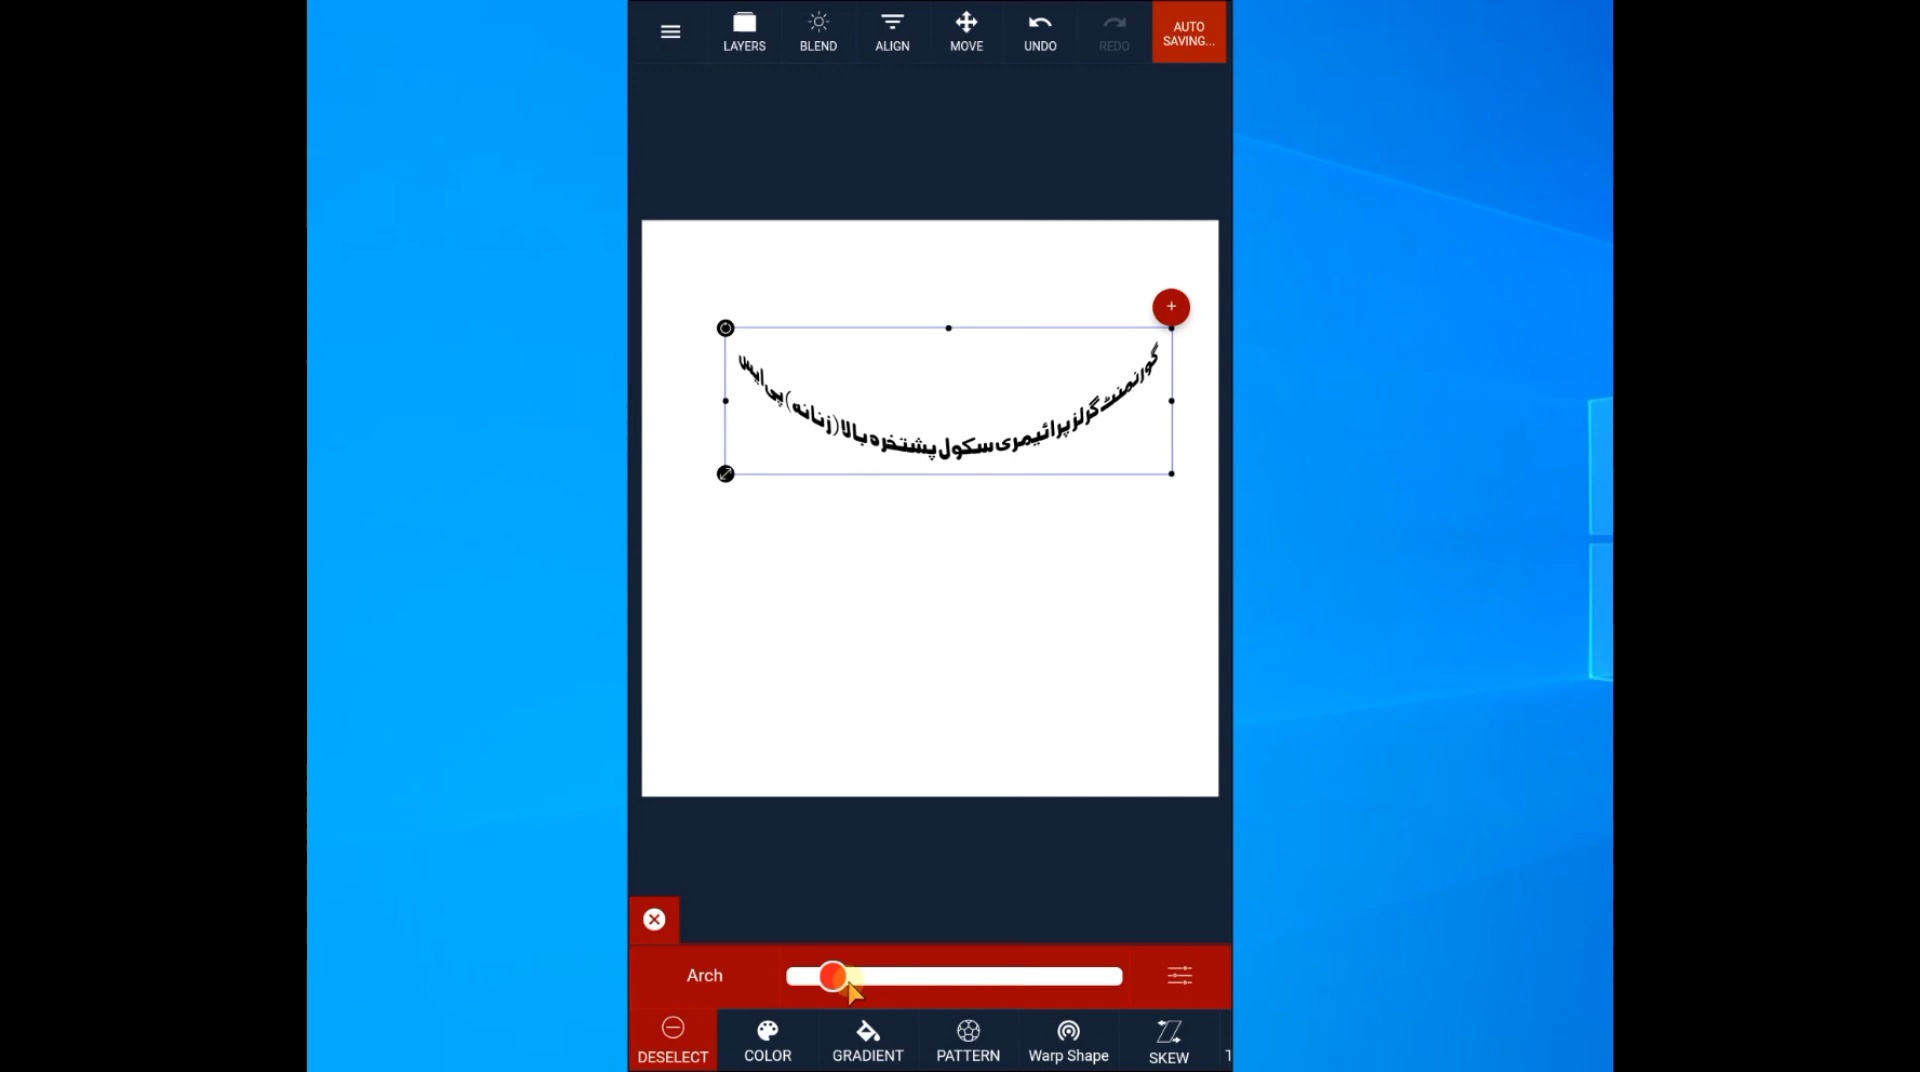 LAYERS
BLEND
ALIGN
MOVE
UNDO
REDO
AUTO
SAVING...
گورنمنٹ گرلز پرائیمری سکول پشتخرہ بالا (زنانہ) پی ایس
Arch
DESELECT
COLOR
GRADIENT
PATTERN
Warp Shape
SKEW